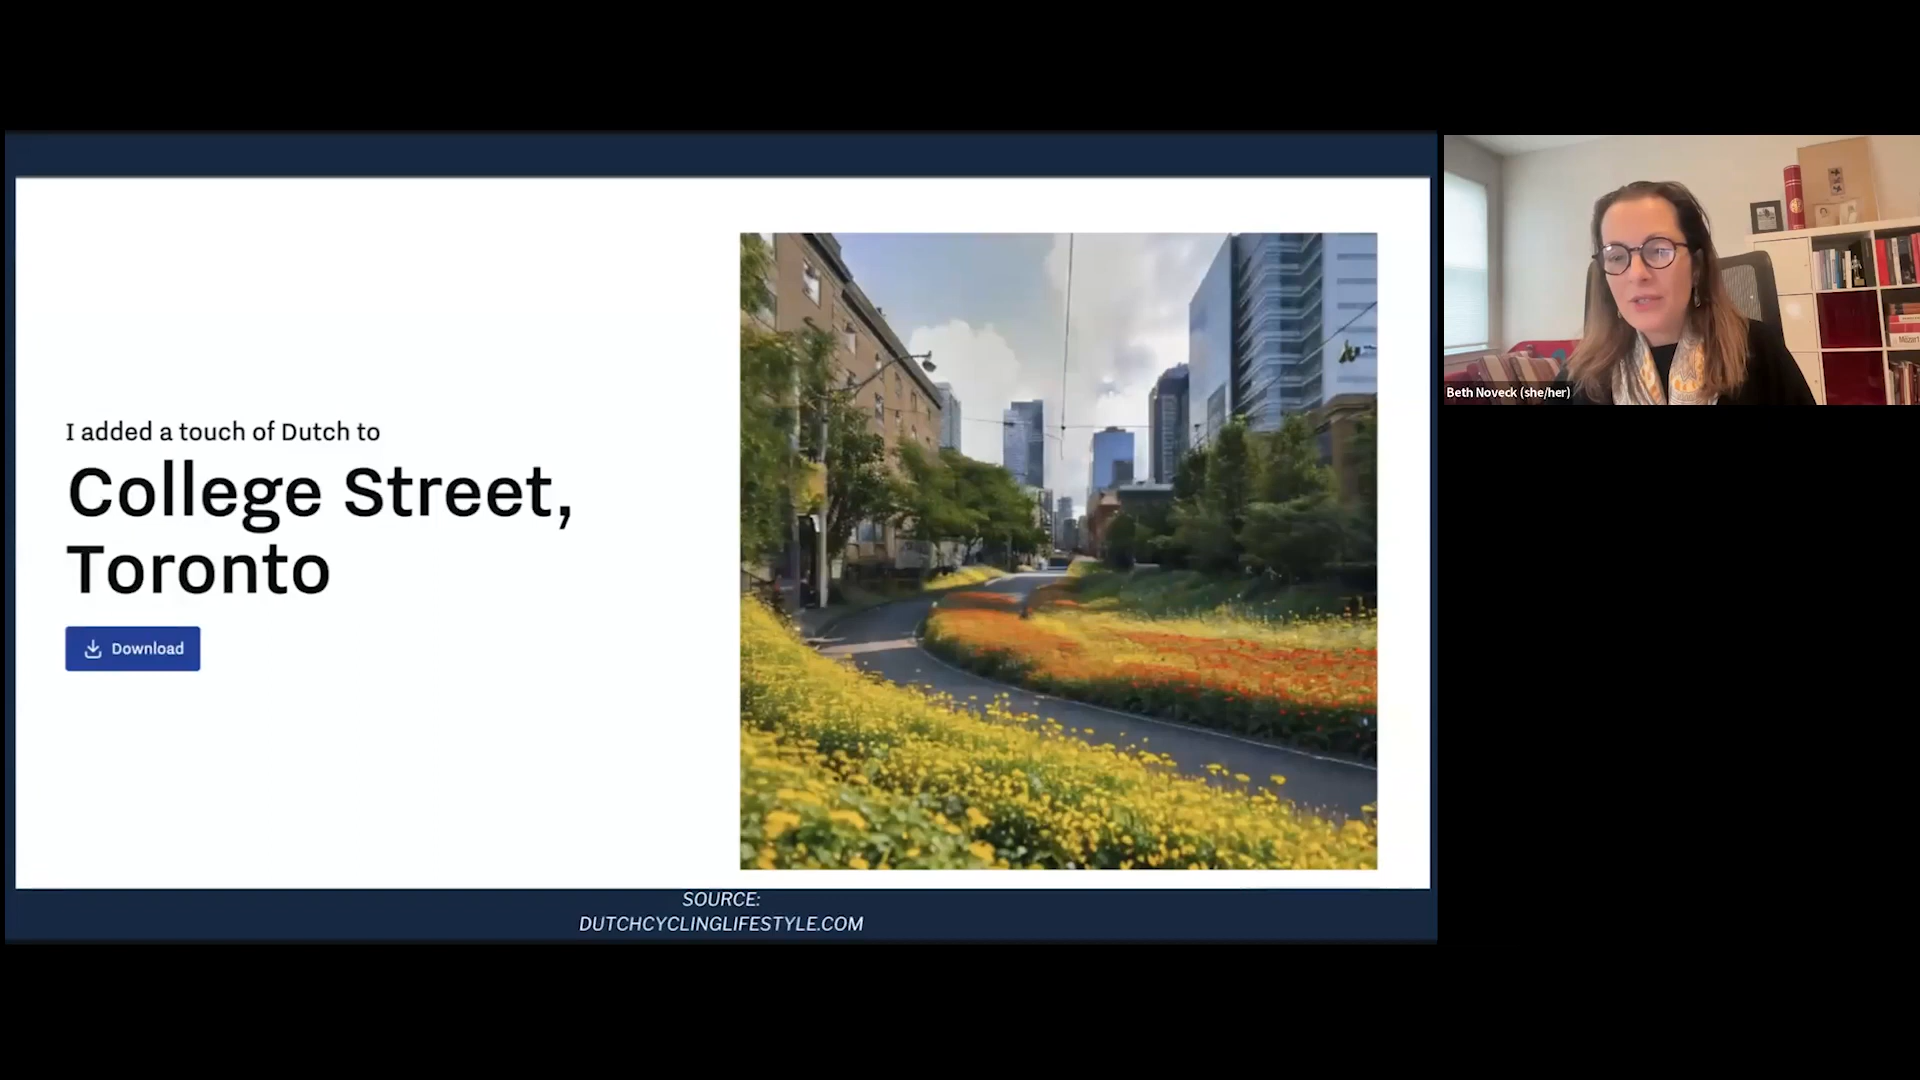 I added a touch of Dutch to
College Street,
Toronto
Download
SOURCE:
DUTCHCYCLINGLIFESTYLE.COM
Beth Noveck (she/her)